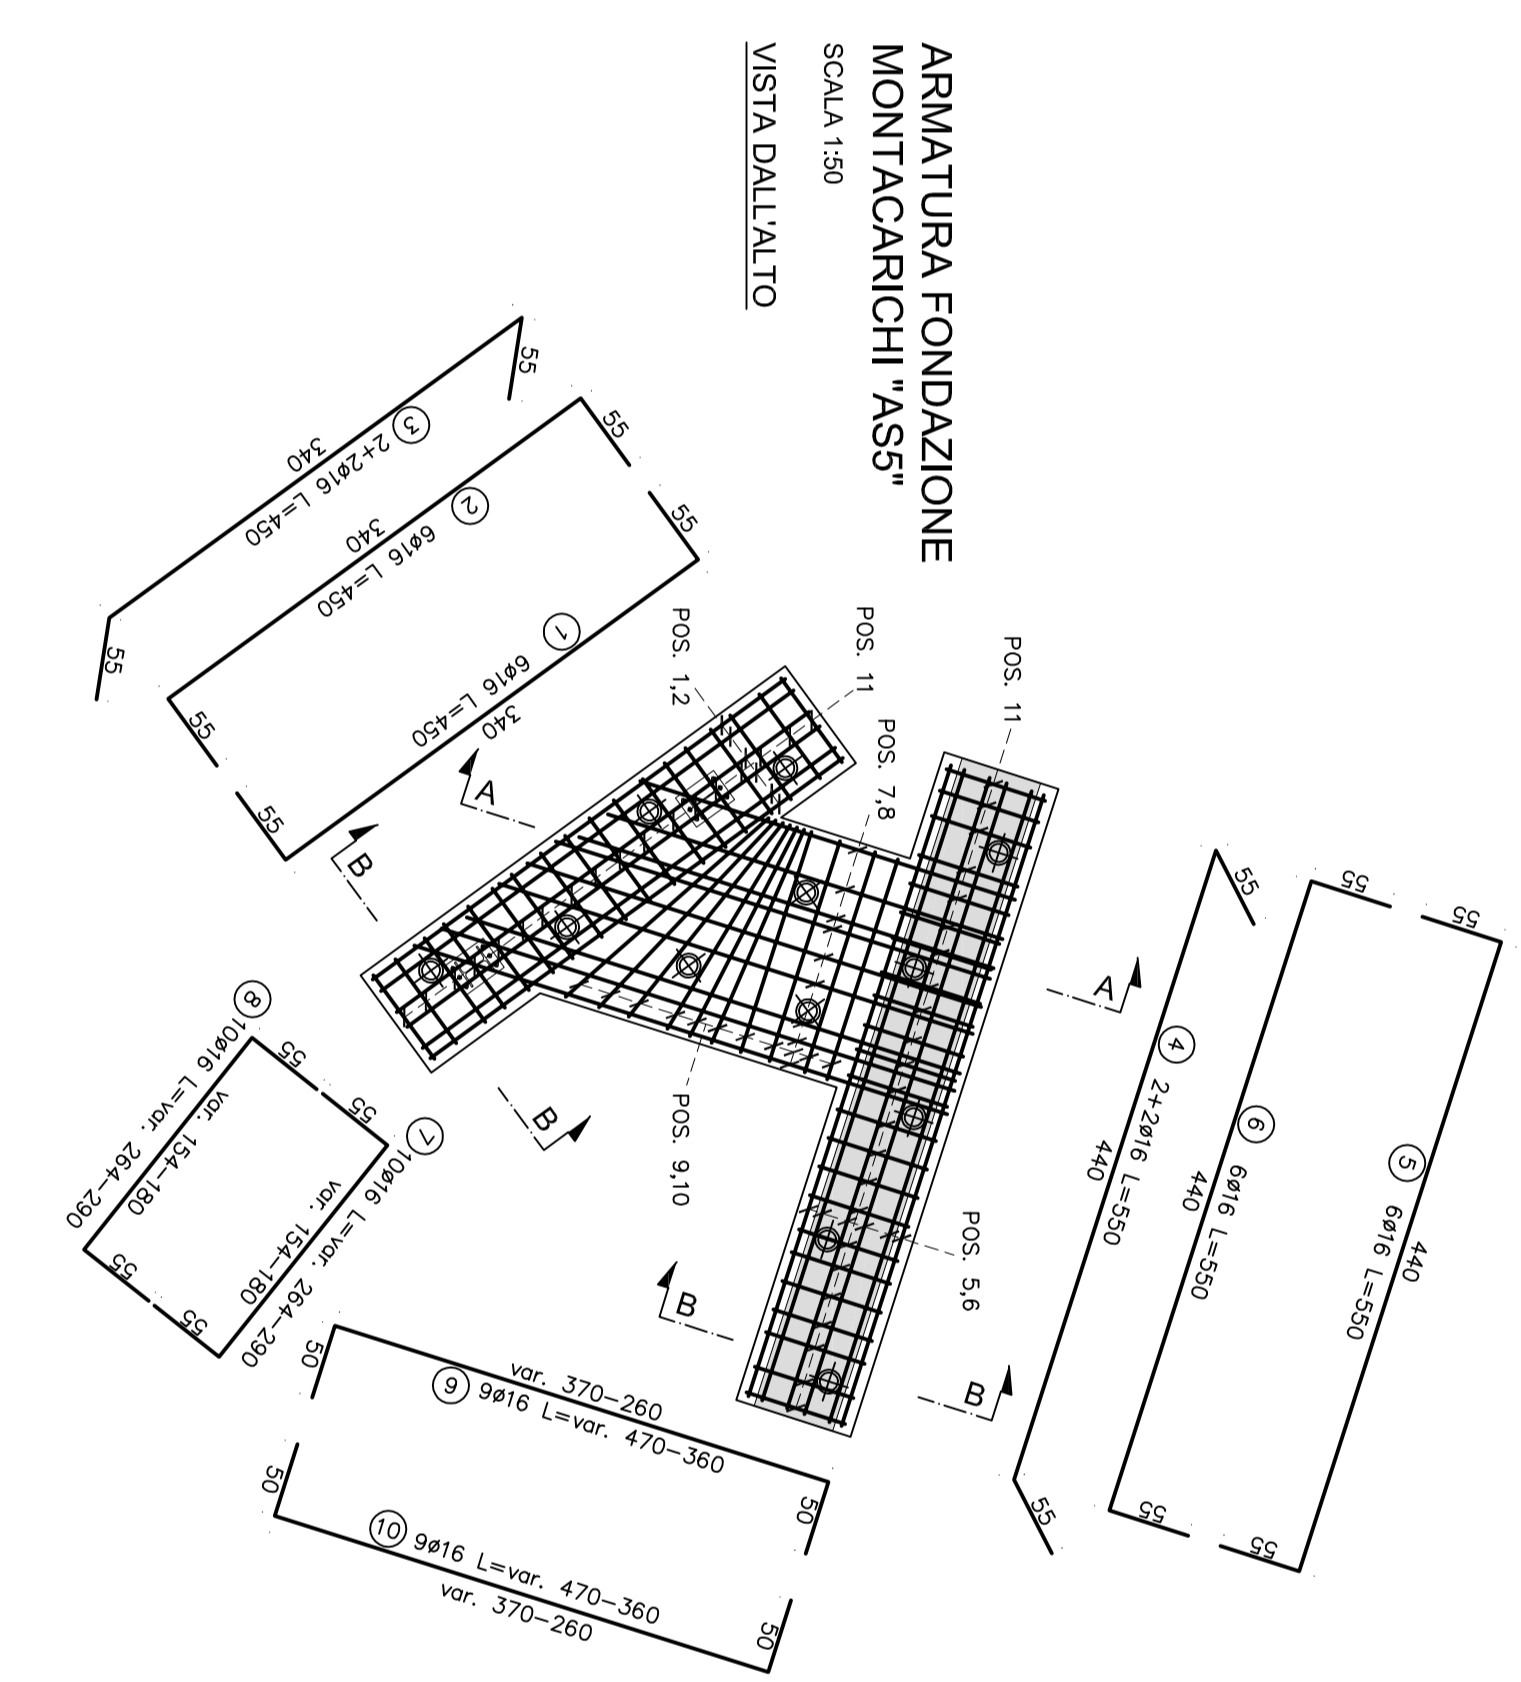 ARMATURA FONDAZIONE
MONTACARICHI "AS5"
SCALA 1:50
VISTA DALL'ALTO
55
3 2+2ø16 L=450
340
55
55
2 6ø16 L=450
340
55
55
1 6ø16 L=450
340
55
POS. 1,2
POS. 11
POS. 7,8
POS. 11
A
B
A
B
B
B
POS. 9,10
POS. 5,6
55
4 2+2ø16 L=550
440
55
55
6 6ø16 L=550
440
55
55
5 6ø16 L=550
440
55
55
8 10ø16 L=var. 264-290
var. 154-180
55
55
7 10ø16 L=var. 264-290
var. 154-180
55
50
var. 370-260
9 9ø16 L=var. 470-360
50
50
10 9ø16 L=var. 470-360
var. 370-260
50